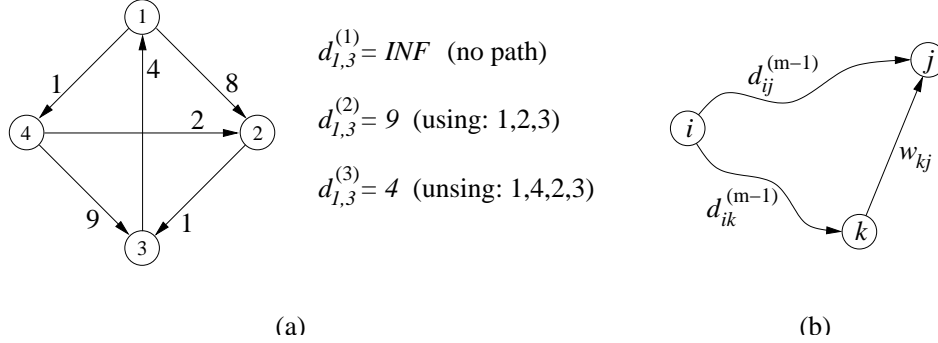 1
1
4
8
4
2
2
9
1
3
d_{1,3}^{(1)} = INF (no path)
d_{1,3}^{(2)} = 9 (using: 1,2,3)
d_{1,3}^{(3)} = 4 (unsing: 1,4,2,3)
(a)
d_{ij}^{(m−1)}
j
i
w_{kj}
d_{ik}^{(m−1)}
k
(b)